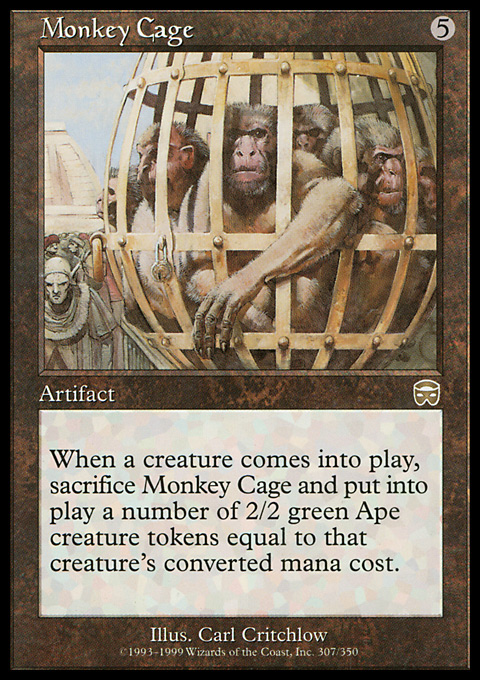 Monkey Cage 5
Artifact
When a creature comes into play,
sacrifice Monkey Cage and put into
play a number of 2/2 green Ape
creature tokens equal to that
creature's converted mana cost.
Illus. Carl Critchlow
©1993-1999 Wizards of the Coast, Inc. 307/350